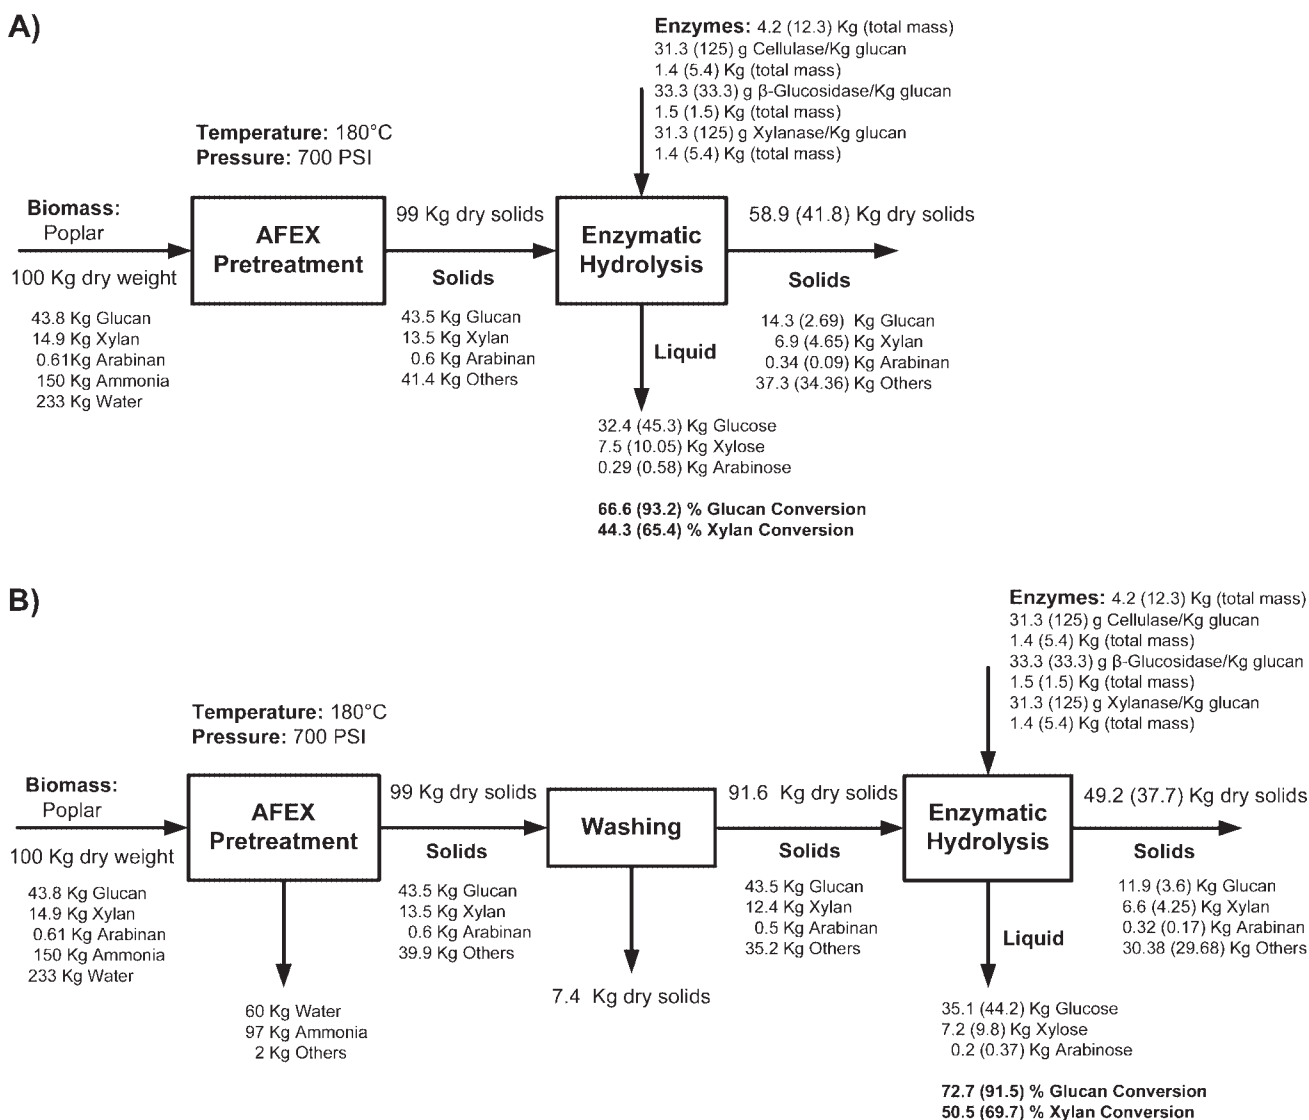 A)
Enzymes: 4.2 (12.3) Kg (total mass)
31.3 (125) g Cellulase/Kg glucan
1.4 (5.4) Kg (total mass)
33.3 (33.3) g β-Glucosidase/Kg glucan
1.5 (1.5) Kg (total mass)
31.3 (125) g Xylanase/Kg glucan
1.4 (5.4) Kg (total mass)
Temperature: 180°C
Pressure: 700 PSI
Biomass:
Poplar
100 Kg dry weight
43.8 Kg Glucan
14.9 Kg Xylan
0.61Kg Arabinan
150 Kg Ammonia
233 Kg Water
AFEX
Pretreatment
99 Kg dry solids
Solids
43.5 Kg Glucan
13.5 Kg Xylan
0.6 Kg Arabinan
41.4 Kg Others
Enzymatic
Hydrolysis
58.9 (41.8) Kg dry solids
Solids
14.3 (2.69) Kg Glucan
6.9 (4.65) Kg Xylan
0.34 (0.09) Kg Arabinan
37.3 (34.36) Kg Others
Liquid
32.4 (45.3) Kg Glucose
7.5 (10.05) Kg Xylose
0.29 (0.58) Kg Arabinose
66.6 (93.2) % Glucan Conversion
44.3 (65.4) % Xylan Conversion
B)
Enzymes: 4.2 (12.3) Kg (total mass)
31.3 (125) g Cellulase/Kg glucan
1.4 (5.4) Kg (total mass)
33.3 (33.3) g β-Glucosidase/Kg glucan
1.5 (1.5) Kg (total mass)
31.3 (125) g Xylanase/Kg glucan
1.4 (5.4) Kg (total mass)
Temperature: 180°C
Pressure: 700 PSI
Biomass:
Poplar
100 Kg dry weight
43.8 Kg Glucan
14.9 Kg Xylan
0.61 Kg Arabinan
150 Kg Ammonia
233 Kg Water
AFEX
Pretreatment
60 Kg Water
97 Kg Ammonia
2 Kg Others
99 Kg dry solids
Solids
43.5 Kg Glucan
13.5 Kg Xylan
0.6 Kg Arabinan
39.9 Kg Others
Washing
7.4 Kg dry solids
91.6 Kg dry solids
Solids
43.5 Kg Glucan
12.4 Kg Xylan
0.5 Kg Arabinan
35.2 Kg Others
Enzymatic
Hydrolysis
49.2 (37.7) Kg dry solids
Solids
11.9 (3.6) Kg Glucan
6.6 (4.25) Kg Xylan
0.32 (0.17) Kg Arabinan
30.38 (29.68) Kg Others
Liquid
35.1 (44.2) Kg Glucose
7.2 (9.8) Kg Xylose
0.2 (0.37) Kg Arabinose
72.7 (91.5) % Glucan Conversion
50.5 (69.7) % Xylan Conversion